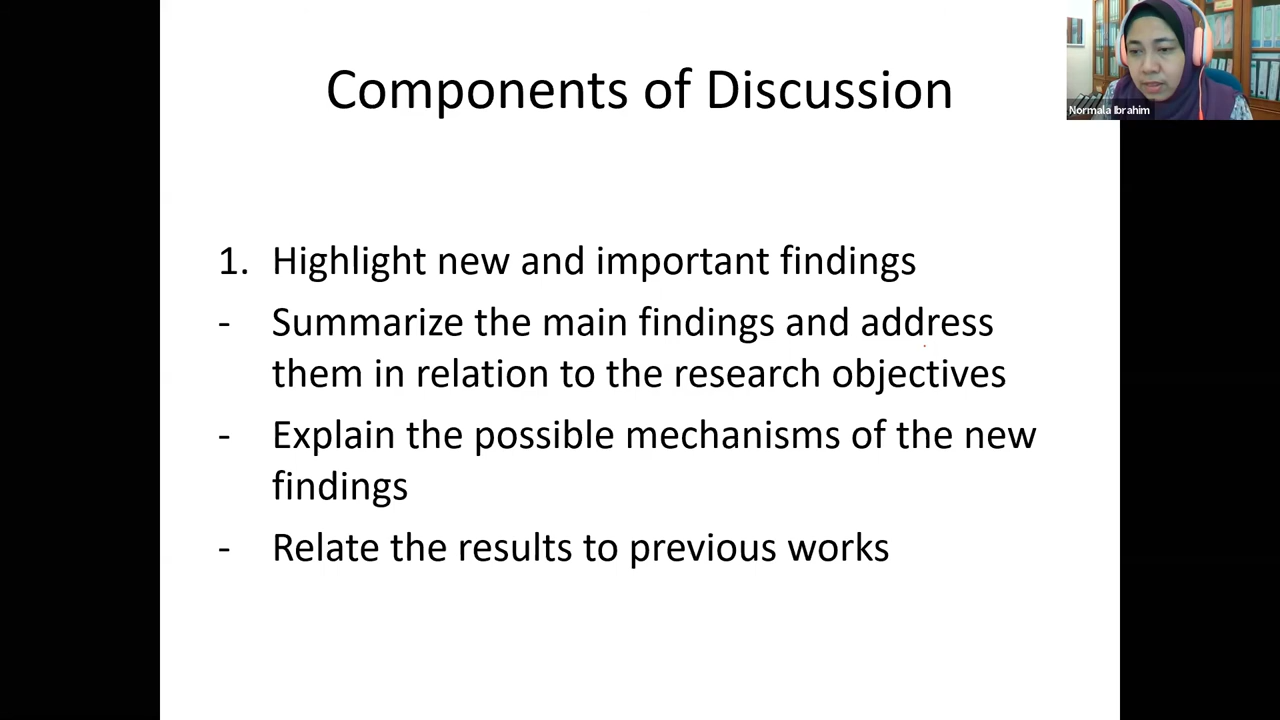 Components of Discussion
Normala Ibrahim
1. Highlight new and important findings
- Summarize the main findings and address
them in relation to the research objectives
- Explain the possible mechanisms of the new
findings
- Relate the results to previous works